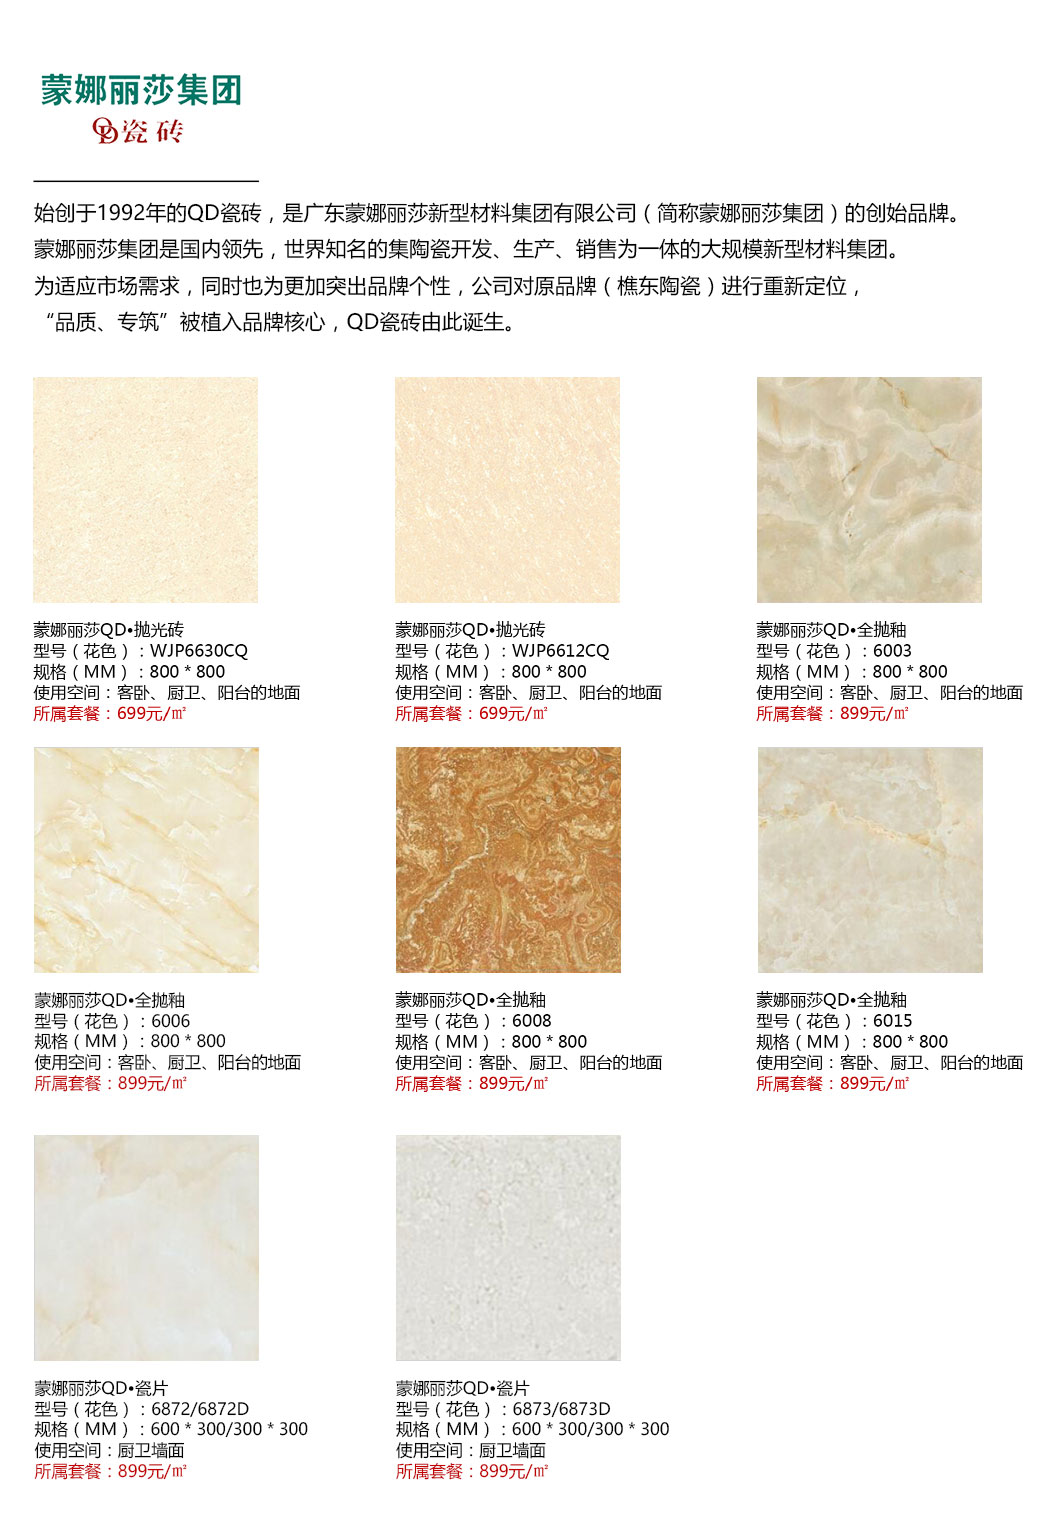 蒙娜丽莎集团
QD瓷砖
始创于1992年的QD瓷砖，是广东蒙娜丽莎新型材料集团有限公司（简称蒙娜丽莎集团）的创始品牌。
蒙娜丽莎集团是国内领先，世界知名的集陶瓷开发、生产、销售为一体的大规模新型材料集团。
为适应市场需求，同时也为更加突出品牌个性，公司对原品牌（樵东陶瓷）进行重新定位，
“品质、专筑”被植入品牌核心，QD瓷砖由此诞生。
蒙娜丽莎QD•抛光砖
型号（花色）：WJP6630CQ
规格（MM）：800 * 800
使用空间：客卧、厨卫、阳台的地面
所属套餐：699元/㎡
蒙娜丽莎QD•抛光砖
型号（花色）：WJP6612CQ
规格（MM）：800 * 800
使用空间：客卧、厨卫、阳台的地面
所属套餐：699元/㎡
蒙娜丽莎QD•全抛釉
型号（花色）：6003
规格（MM）：800 * 800
使用空间：客卧、厨卫、阳台的地面
所属套餐：899元/㎡
蒙娜丽莎QD•全抛釉
型号（花色）：6006
规格（MM）：800 * 800
使用空间：客卧、厨卫、阳台的地面
所属套餐：899元/㎡
蒙娜丽莎QD•全抛釉
型号（花色）：6008
规格（MM）：800 * 800
使用空间：客卧、厨卫、阳台的地面
所属套餐：899元/㎡
蒙娜丽莎QD•全抛釉
型号（花色）：6015
规格（MM）：800 * 800
使用空间：客卧、厨卫、阳台的地面
所属套餐：899元/㎡
蒙娜丽莎QD•瓷片
型号（花色）：6872/6872D
规格（MM）：600 * 300/300 * 300
使用空间：厨卫墙面
所属套餐：899元/㎡
蒙娜丽莎QD•瓷片
型号（花色）：6873/6873D
规格（MM）：600 * 300/300 * 300
使用空间：厨卫墙面
所属套餐：899元/㎡